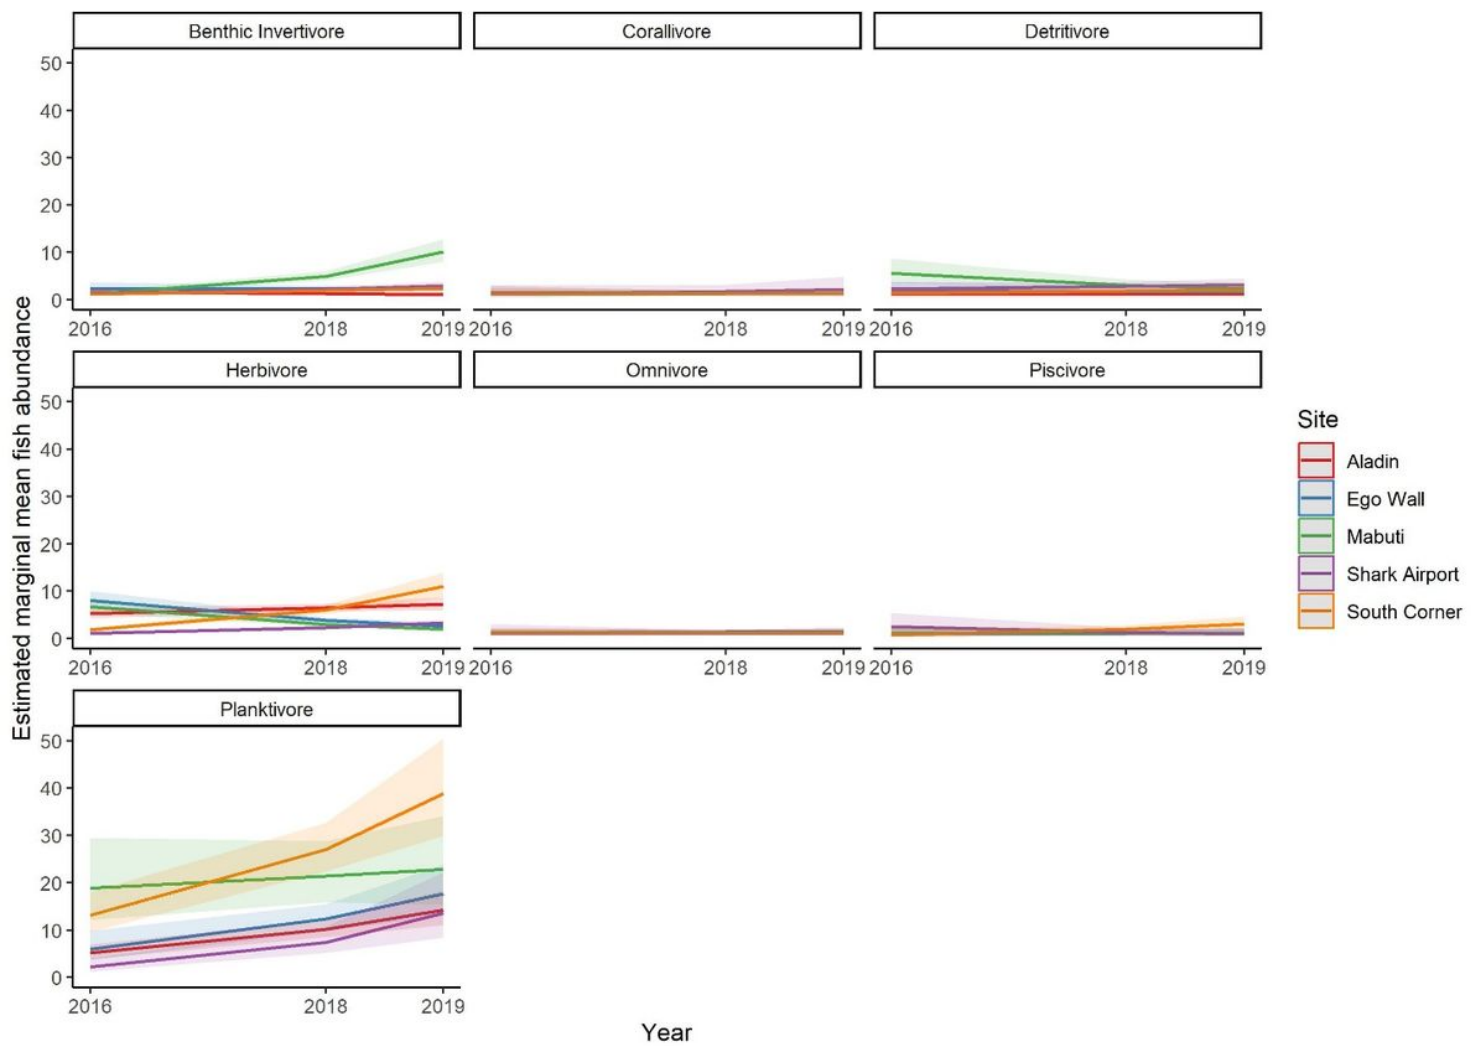 Benthic Invertivore Corallivore Detritivore
50
40
30
20
10
0
2016 2018 2019 2016 2018 2019 2016 2018 2019
Herbivore Omnivore Piscivore
50
40
30
20
10
0
2016 2018 2019 2016 2018 2019 2016 2018 2019
Planktivore
50
40
30
20
10
0
2016 2018 2019
Estimated marginal mean fish abundance
Year
Site
Aladin
Ego Wall
Mabuti
Shark Airport
South Corner